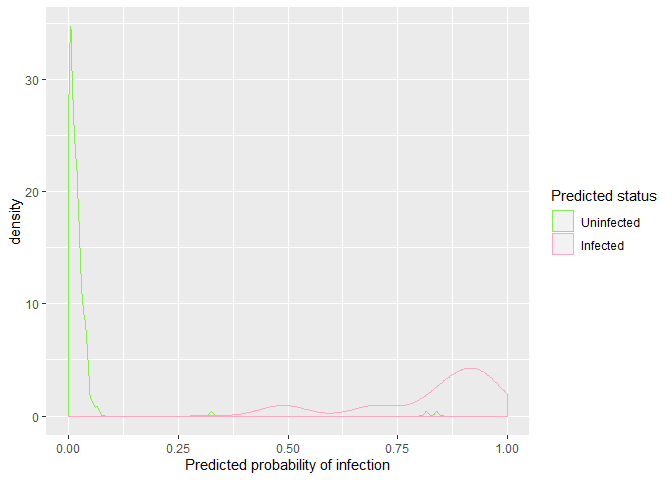 density
30
20
10
0
0.00 0.25 0.50 0.75 1.00
Predicted probability of infection
Predicted status
Uninfected
Infected